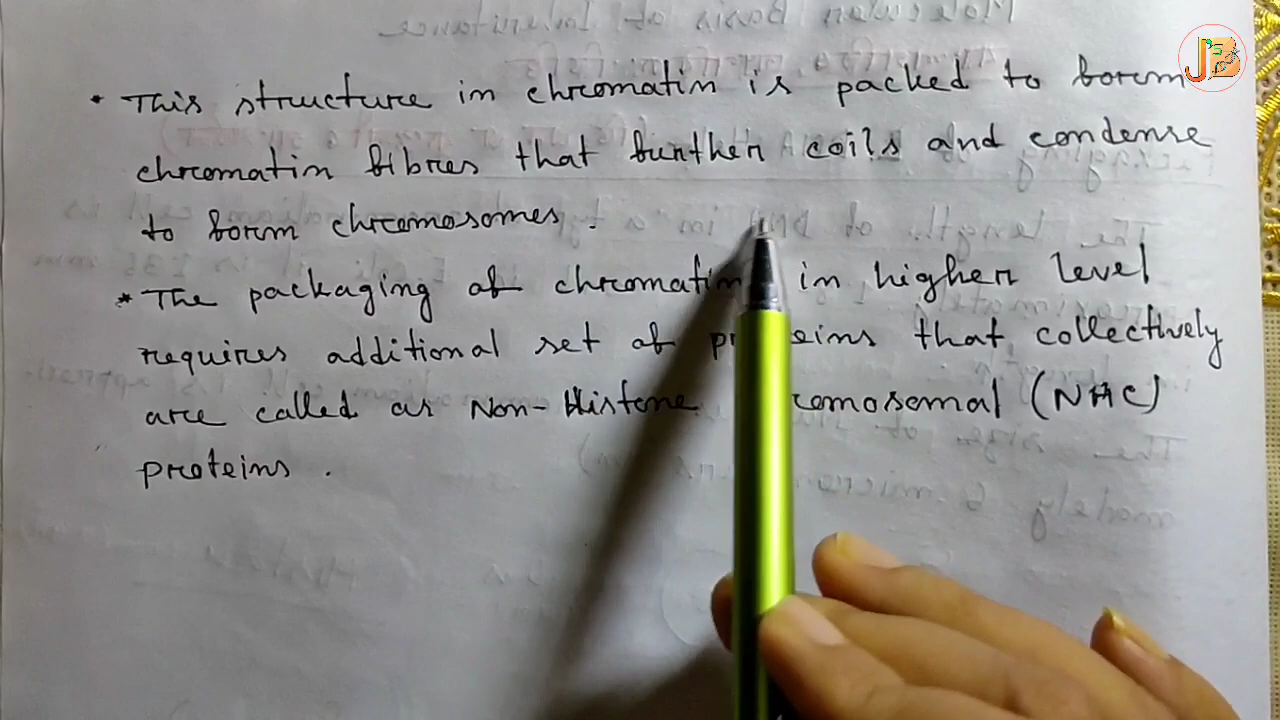 • This structure in chromatin is packed to form
chromatin fibres that further coils and condense
to form chromosomes.
* The packaging of chromatin in higher level
requires additional set of proteins that collectively
are called as Non-Histone chromosomal (NHC)
proteins.